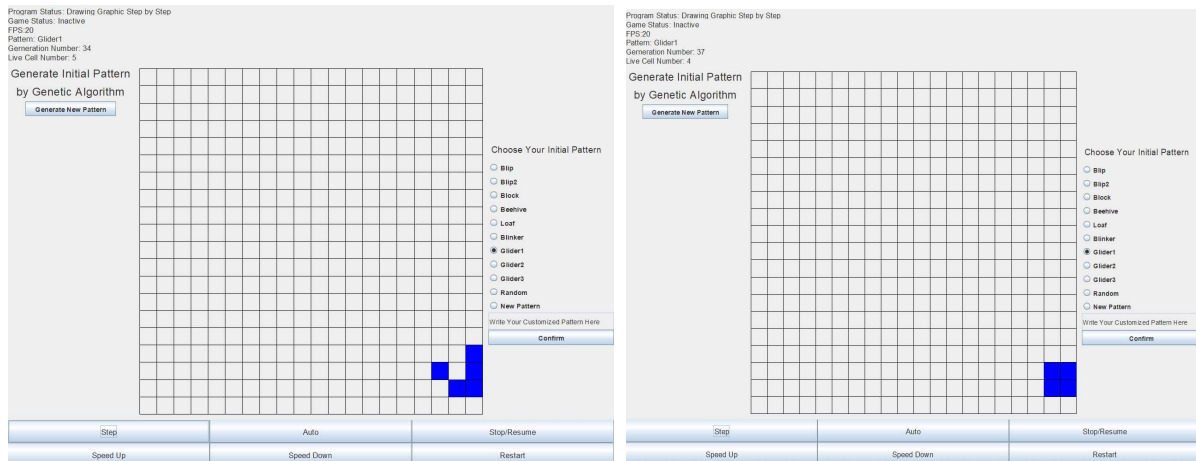 Program Status: Drawing Graphic Step by Step
Game Status: Inactive
FPS:20
Pattern: Glider1
Gerneration Number: 34
Live Cell Number: 5
Generate Initial Pattern
by Genetic Algorithm
Generate New Pattern
Choose Your Initial Pattern
Blip
Blip2
Block
Beehive
Loaf
Blinker
Glider1
Glider2
Glider3
Random
New Pattern
Write Your Customized Pattern Here
Confirm
Step
Auto
Stop/Resume
Speed Up
Speed Down
Restart
Program Status: Drawing Graphic Step by Step
Game Status: Inactive
FPS:20
Pattern: Glider1
Gerneration Number: 37
Live Cell Number: 4
Generate Initial Pattern
by Genetic Algorithm
Generate New Pattern
Choose Your Initial Pattern
Blip
Blip2
Block
Beehive
Loaf
Blinker
Glider1
Glider2
Glider3
Random
New Pattern
Write Your Customized Pattern Here
Confirm
Step
Auto
Stop/Resume
Speed Up
Speed Down
Restart